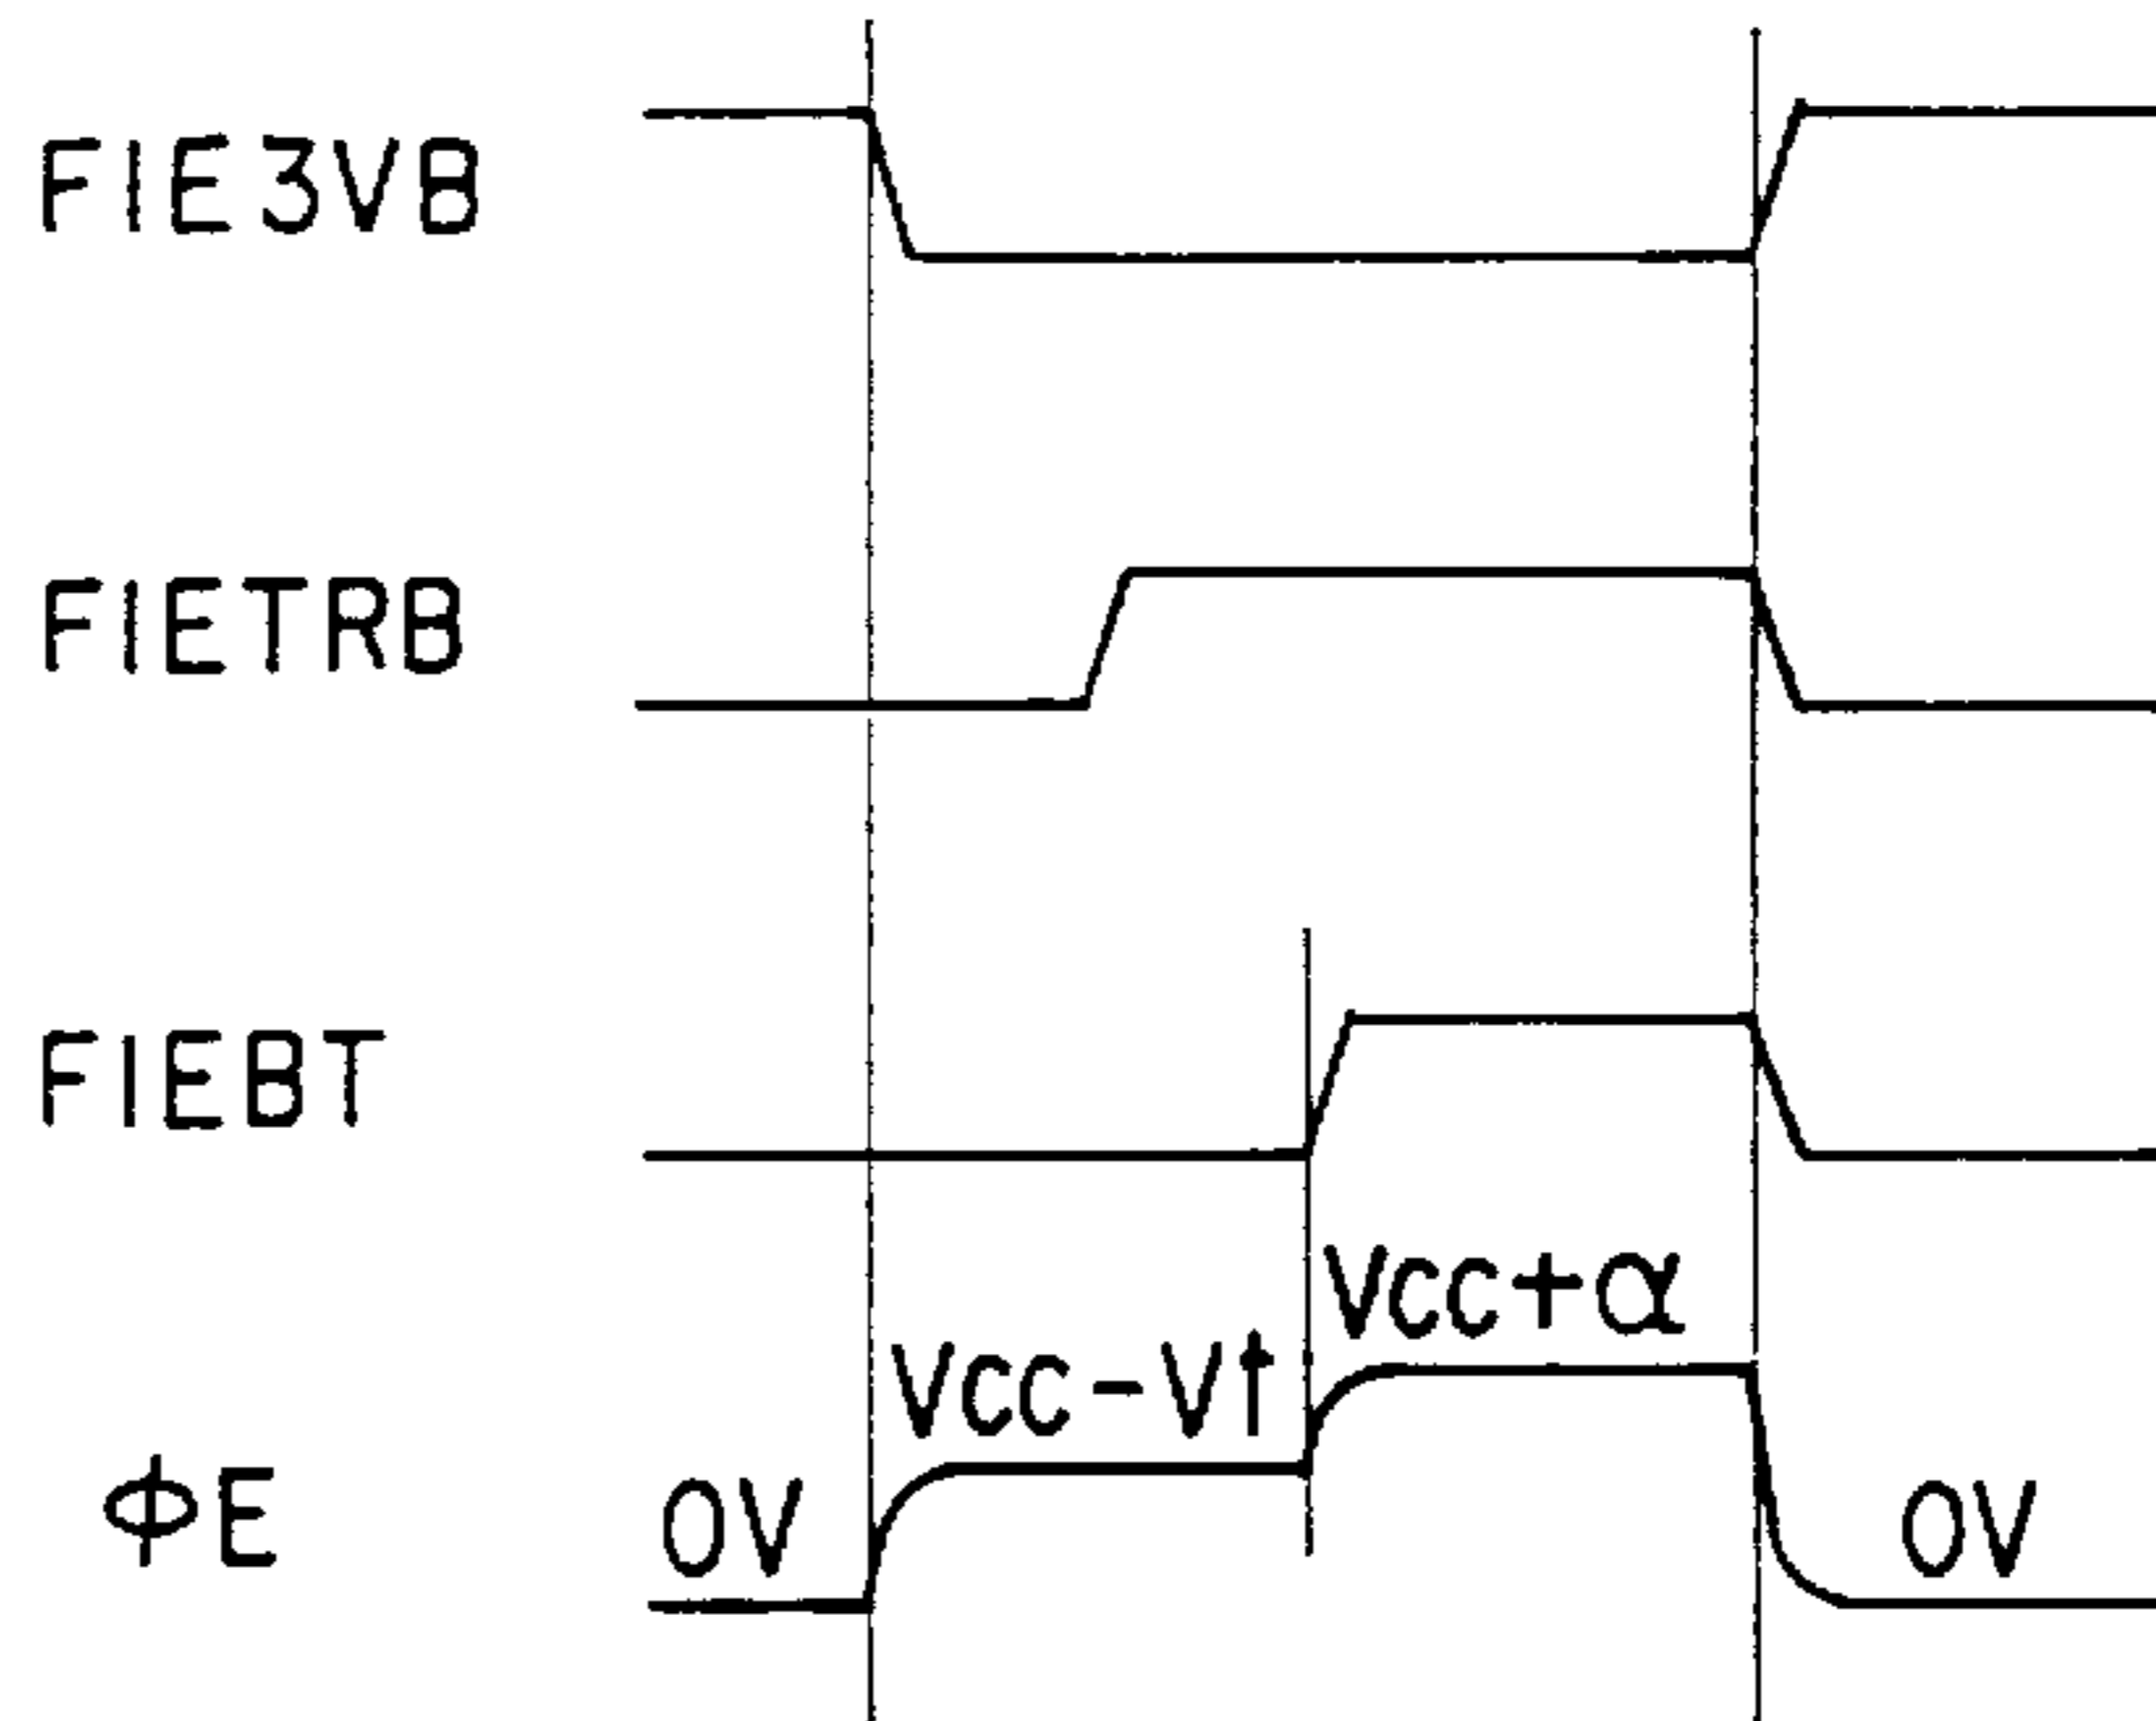 FIE3VB
FIETRB
FIEBT
Vcc+α
Vcc-Vt
φE
0V
0V